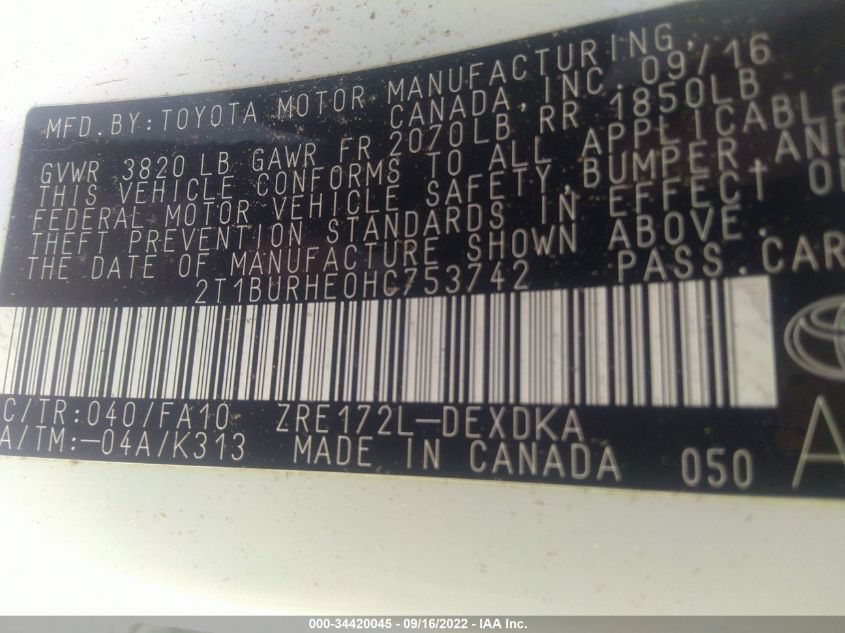 MFD.BY:TOYOTA MOTOR MANUFACTURING,
CANADA,INC. 09/16
GVWR 3820 LB GAWR FR 2070LB RR 1850LB
THIS VEHICLE CONFORMS TO ALL APPLICABLE
FEDERAL MOTOR VEHICLE SAFETY,BUMPER,AND
THEFT PREVENTION STANDARDS IN EFFECT ON
THE DATE OF MANUFACTURE SHOWN ABOVE.
2T1BURHE0HC753742 PASS.CAR
C/TR:040/FA10 ZRE172L-DEXDKA
A/TM:-04A/K313 MADE IN CANADA 050 A
000-34420045 - 09/16/2022 - IAA Inc.